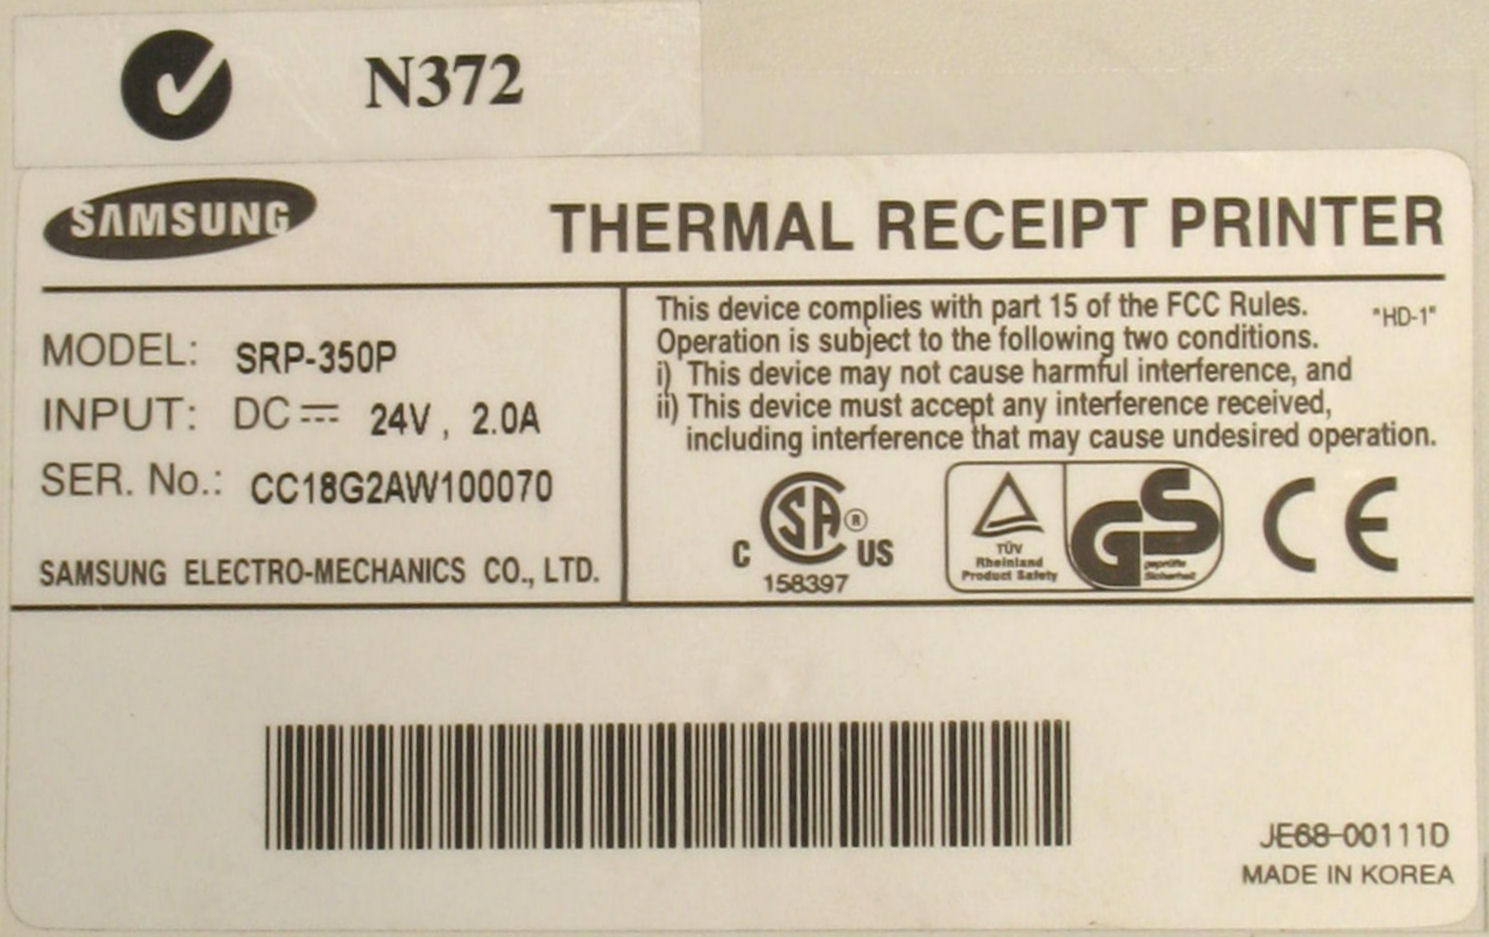 N372
SAMSUNG
THERMAL RECEIPT PRINTER
MODEL: SRP-350P
INPUT: DC 24V, 2.0A
SER. No.: CC18G2AW100070
SAMSUNG ELECTRO-MECHANICS CO., LTD.
This device complies with part 15 of the FCC Rules.
"HD-1"
Operation is subject to the following two conditions.
i) This device may not cause harmful interference, and
ii) This device must accept any interference received,
including interference that may cause undesired operation.
C SA ® US
158397
TÜV
Rheinland
Product Safety
GS
geprüfte
Sicherheit
CE
JE68-00111D
MADE IN KOREA